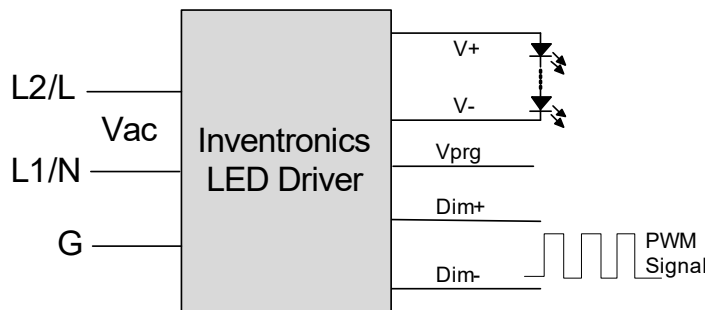 L2/L
Vac
L1/N
G
Inventronics
LED Driver
V+
V-
Vprg
Dim+
Dim-
PWM
Signal